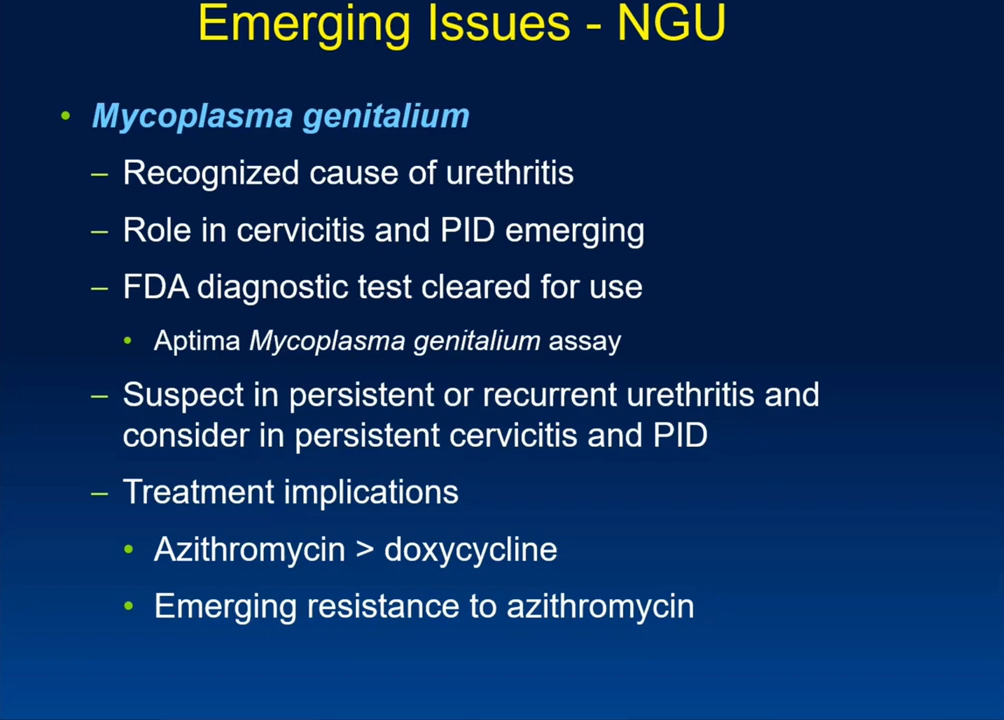 Emerging Issues - NGU
• Mycoplasma genitalium
– Recognized cause of urethritis
– Role in cervicitis and PID emerging
– FDA diagnostic test cleared for use
• Aptima Mycoplasma genitalium assay
– Suspect in persistent or recurrent urethritis and
consider in persistent cervicitis and PID
– Treatment implications
• Azithromycin > doxycycline
• Emerging resistance to azithromycin